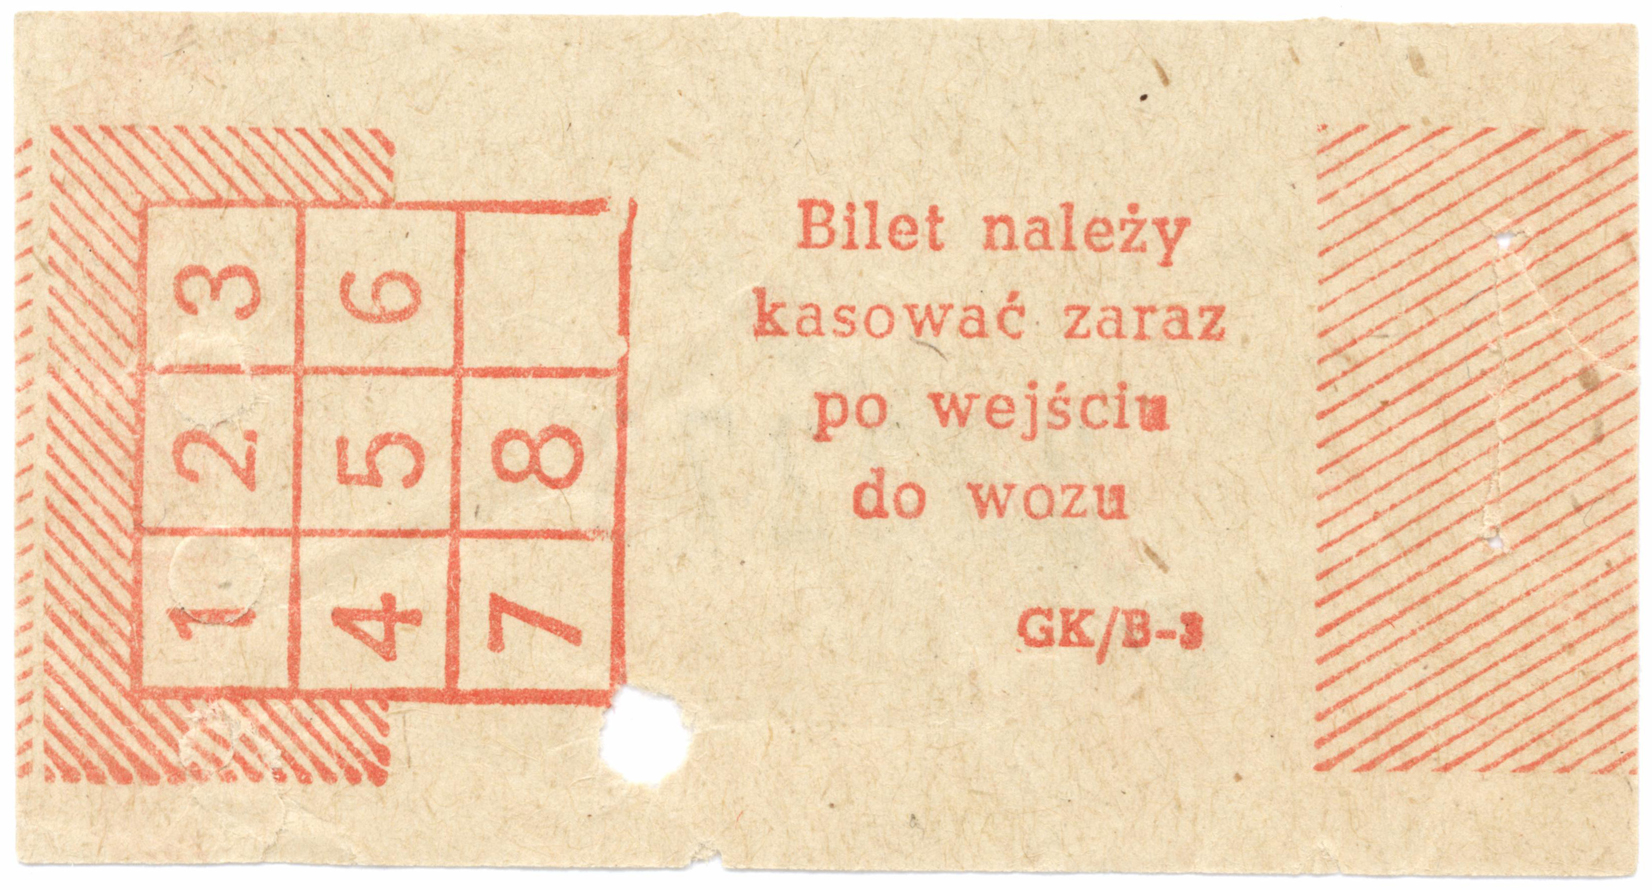 3 6
2 5 8
1 4 7
Bilet należy
kasować zaraz
po wejściu
do wozu
GK/B-3